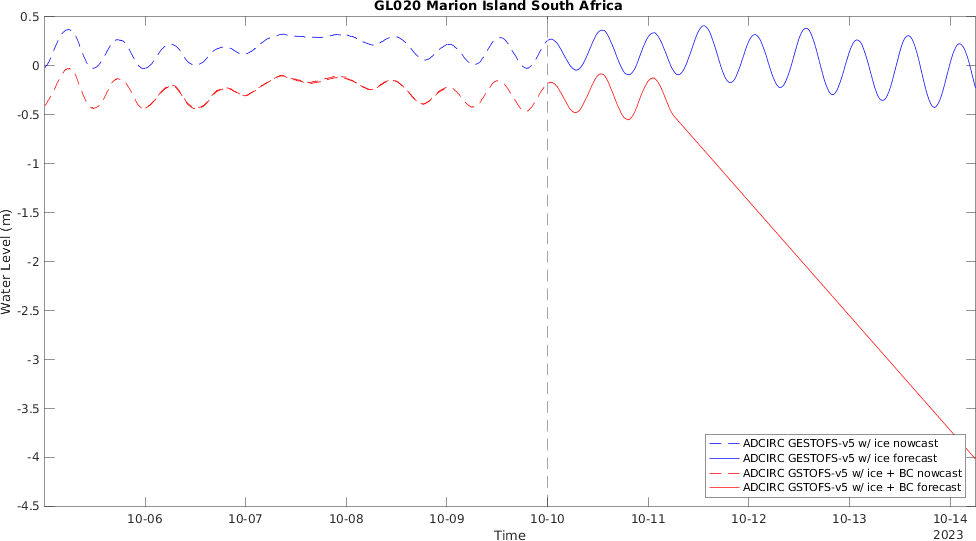 GL020 Marion Island South Africa
0.5
0
-0.5
-1
-1.5
-2
-2.5
-3
-3.5
-4
-4.5
Water Level (m)
ADCIRC GESTOFS-v5 w/ ice nowcast
ADCIRC GESTOFS-v5 w/ ice forecast
ADCIRC GSTOFS-v5 w/ice + BC nowcast
ADCIRC GSTOFS-v5 w/ice + BC forecast
10-06 10-07 10-08 10-09 10-10 10-11 10-12 10-13 10-14
2023
Time